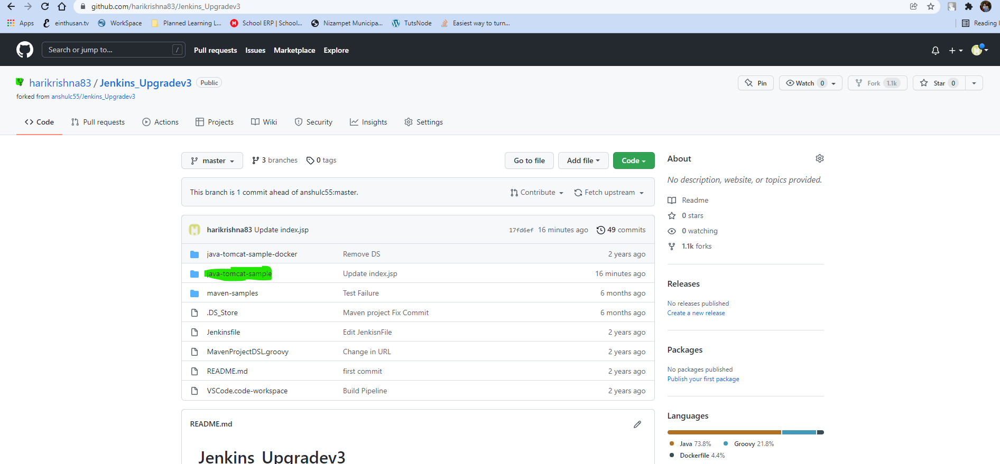 github.com/harikrishna83/Jenkins_Upgradev3
Apps einthusan.tv WorkSpace Planned Learning L... School ERP | School... Nizampet Municipa... TutsNode Easiest way to turn... Reading
Search or jump to... / Pull requests Issues Marketplace Explore
harikrishna83 / Jenkins_Upgradev3 Public Pin Watch 0 Fork 1.1k Star 0
forked from anshulc55/Jenkins_Upgradev3
Code Pull requests Actions Projects Wiki Security Insights Settings
master 3 branches 0 tags Go to file Add file Code
This branch is 1 commit ahead of anshulc55:master. Contribute Fetch upstream
harikrishna83 Update index.jsp 17fd6ef 16 minutes ago 49 commits
java-tomcat-sample-docker Remove DS 2 years ago
java-tomcat-sample Update index.jsp 16 minutes ago
maven-samples Test Failure 6 months ago
.DS_Store Maven project Fix Commit 6 months ago
Jenkinsfile Edit JenkisnFile 2 years ago
MavenProjectDSL.groovy Change in URL 2 years ago
README.md first commit 2 years ago
VSCode.code-workspace Build Pipeline 2 years ago
README.md
Jenkins_Upgradev3
About
No description, website, or topics provided.
Readme
0 stars
0 watching
1.1k forks
Releases
No releases published
Create a new release
Packages
No packages published
Publish your first package
Languages
Java 73.8% Groovy 21.8%
Dockerfile 4.4%